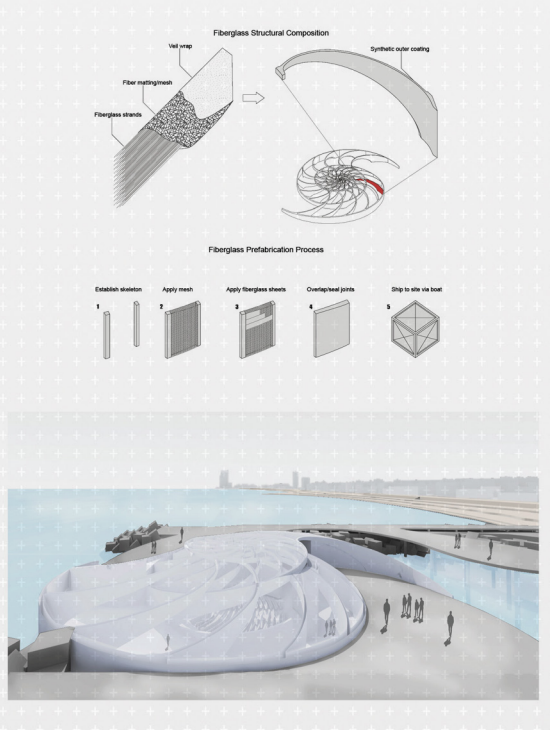 Fiberglass Structural Composition
Veil wrap
Synthetic outer coating
Fiber matting/mesh
Fiberglass strands
Fiberglass Prefabrication Process
Establish skeleton
Apply mesh
Apply fiberglass sheets
Overlap/seal joints
Ship to site via boat
1
2
3
4
5